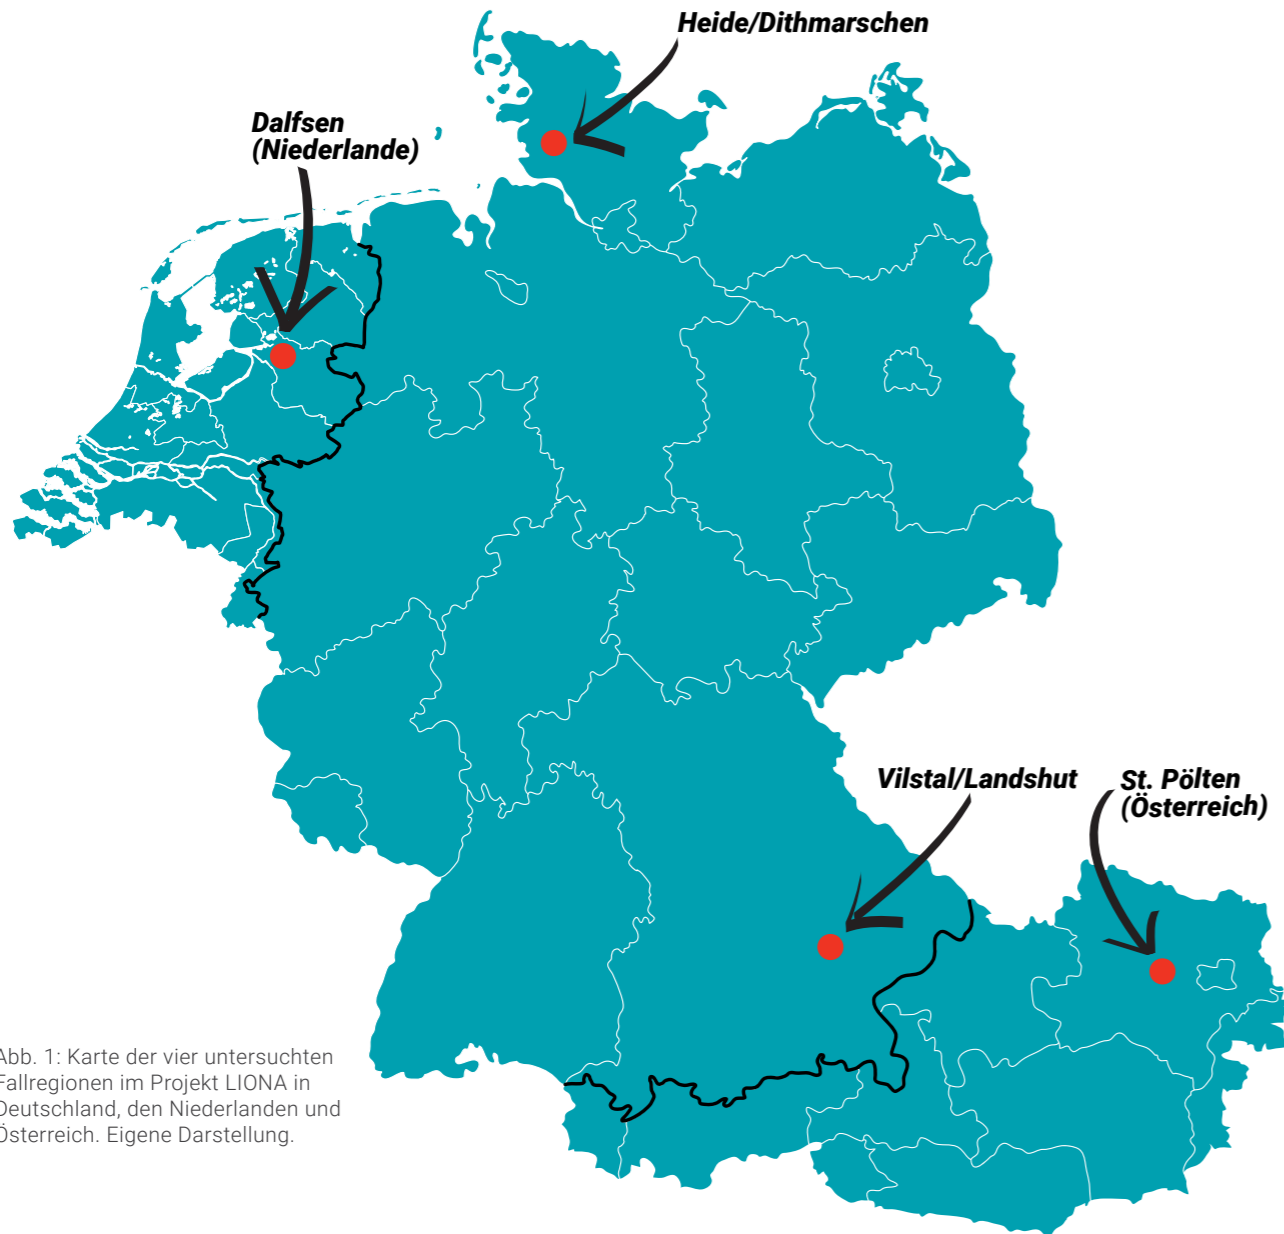 Heide/Dithmarschen
Dalfsen
(Niederlande)
Vilstal/Landshut
St. Pölten
(Österreich)
Abb. 1: Karte der vier untersuchten
Fallregionen im Projekt LIONA in
Deutschland, den Niederlanden und
Österreich. Eigene Darstellung.